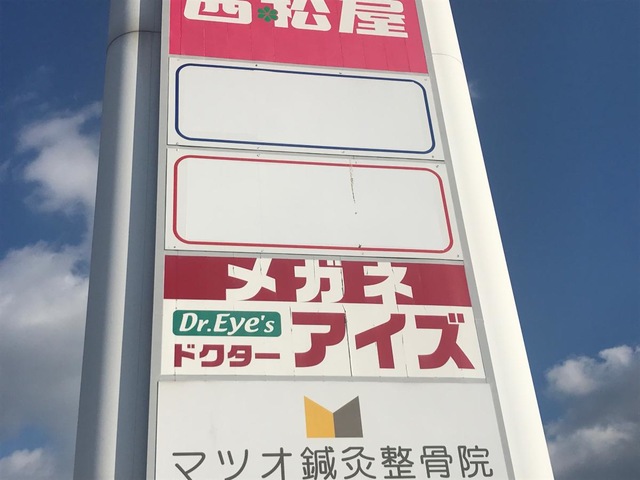 西松屋
メガネ
Dr.Eye's
ドクターアイズ
マツオ鍼灸整骨院